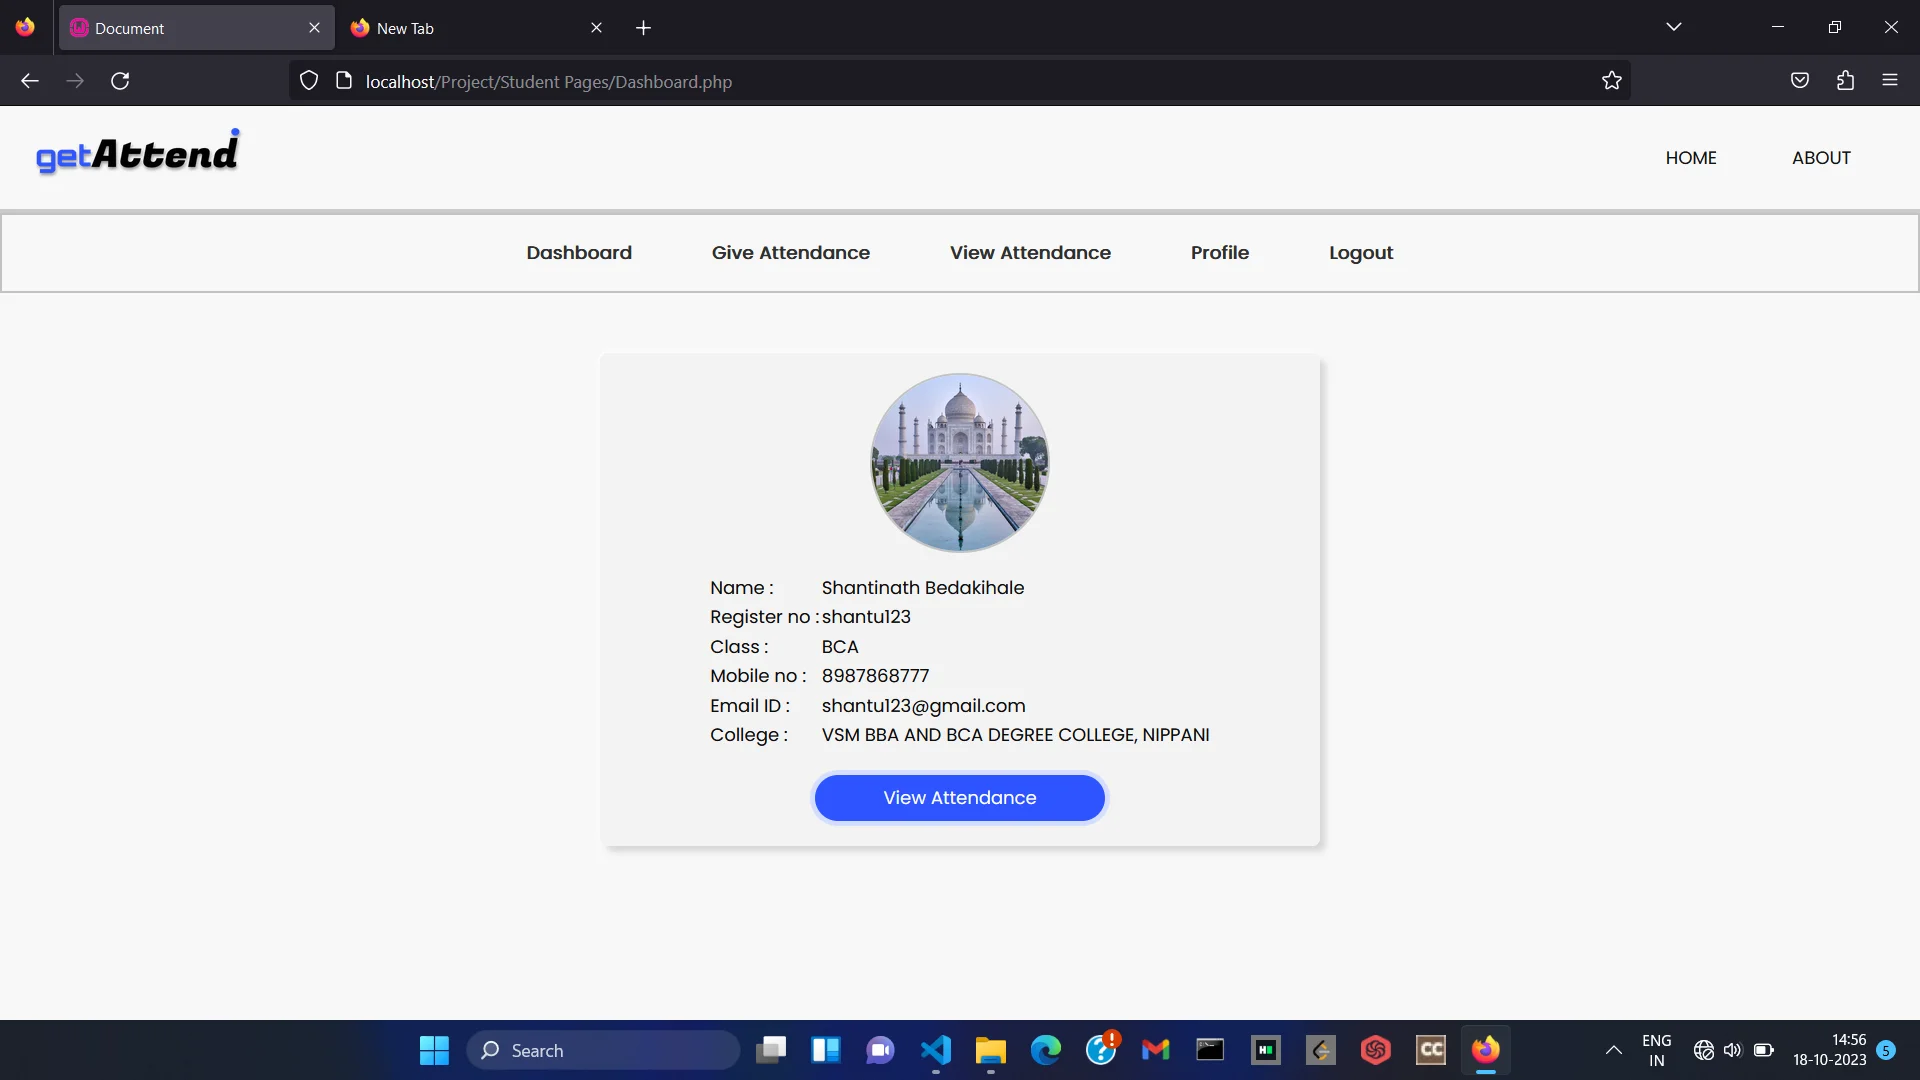 Document
New Tab
localhost/Project/Student Pages/Dashboard.php
getAttend
HOME
ABOUT
Dashboard
Give Attendance
View Attendance
Profile
Logout
Name : Shantinath Bedakihale
Register no : shantu123
Class : BCA
Mobile no : 8987868777
Email ID : shantu123@gmail.com
College : VSM BBA AND BCA DEGREE COLLEGE, NIPPANI
View Attendance
Search
H
CC
ENG
IN
14:56
18-10-2023
5